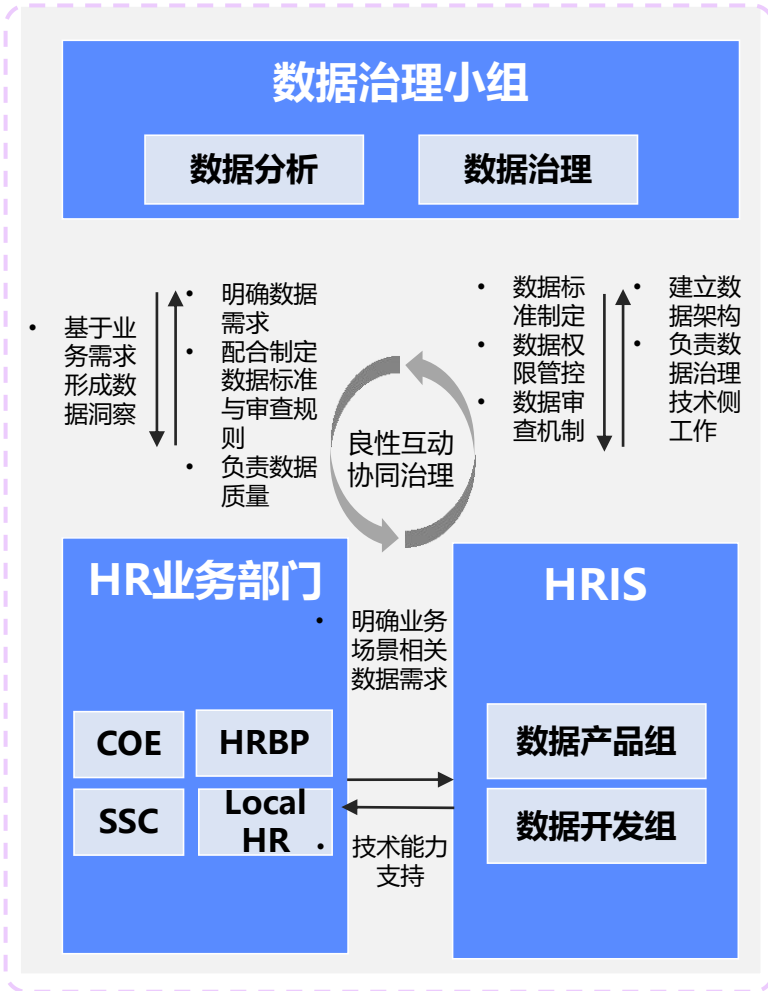 数据治理小组
数据分析
数据治理
• 基于业
务需求
形成数
据洞察
• 明确数据
需求
• 配合制定
数据标准
与审查规
则
• 负责数据
质量
• 数据标
准制定
• 数据权
限管控
• 数据审
查机制
• 建立数
据架构
• 负责数
据治理
技术侧
工作
良性互动
协同治理
HR业务部门
COE
HRBP
SSC
Local
HR
• 明确业务
场景相关
数据需求
• 技术能力
支持
HRIS
数据产品组
数据开发组